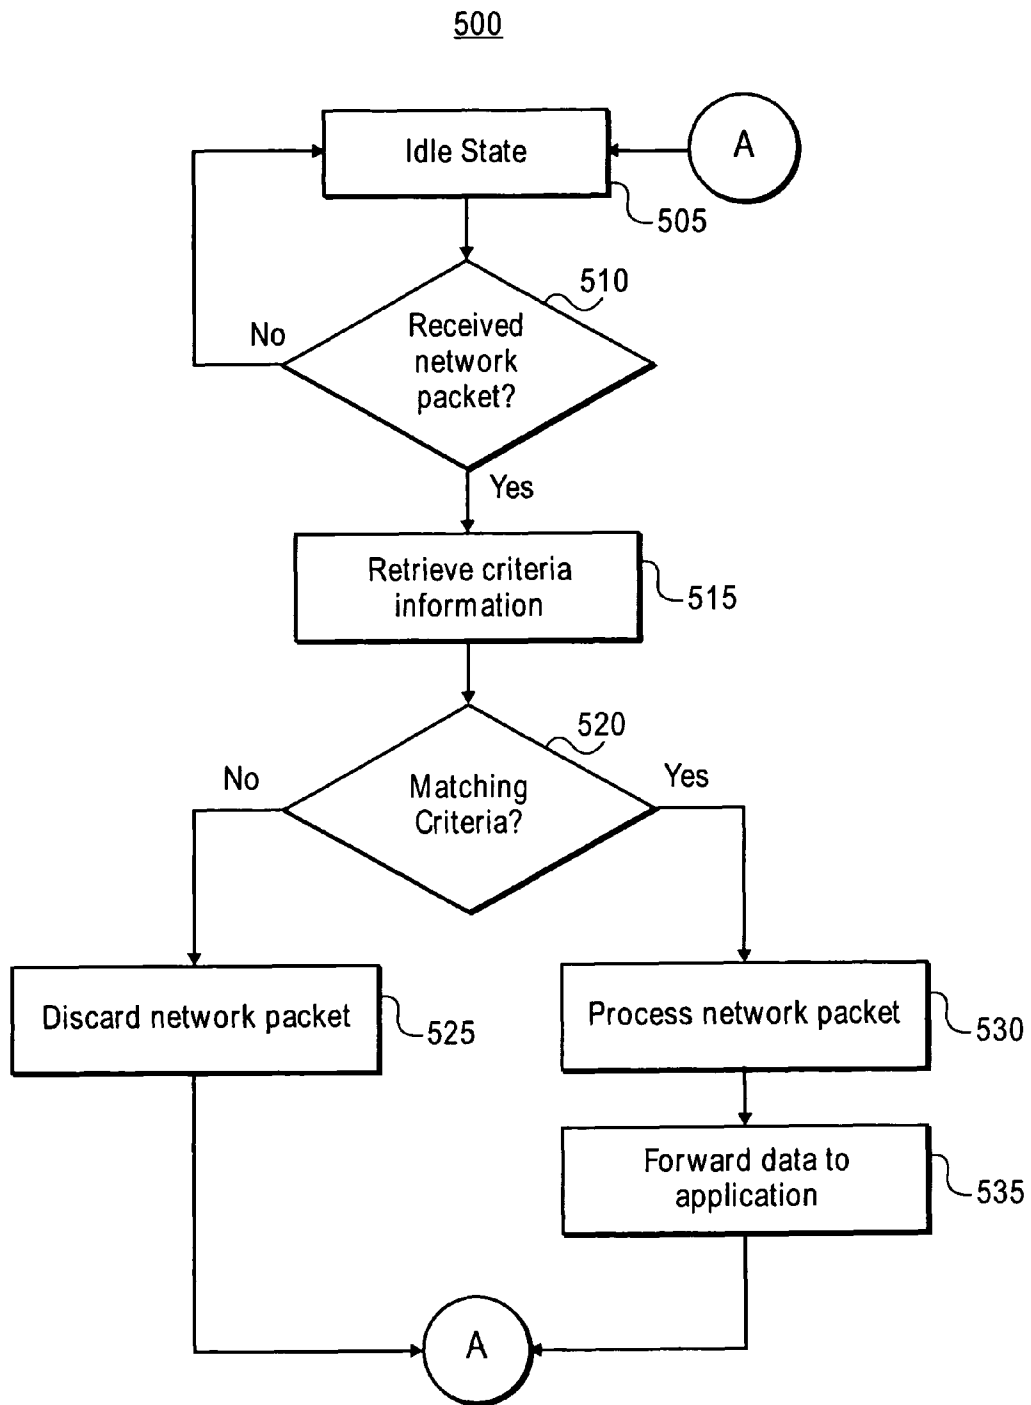 500
Idle State
A
505
510
Received
network
packet?
No
Yes
Retrieve criteria
information
515
520
No
Matching
Criteria?
Yes
Discard network packet
525
Process network packet
530
Forward data to
application
535
A